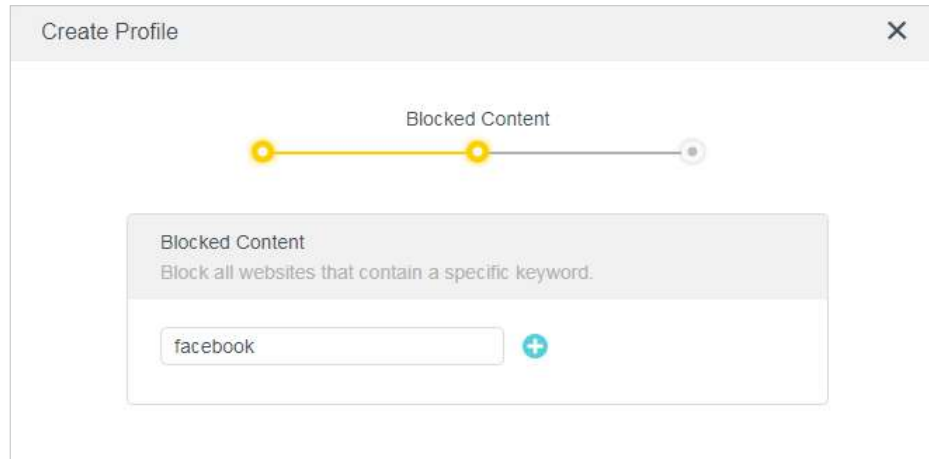 Create Profile
Blocked Content
Blocked Content
Block all websites that contain a specific keyword.
facebook